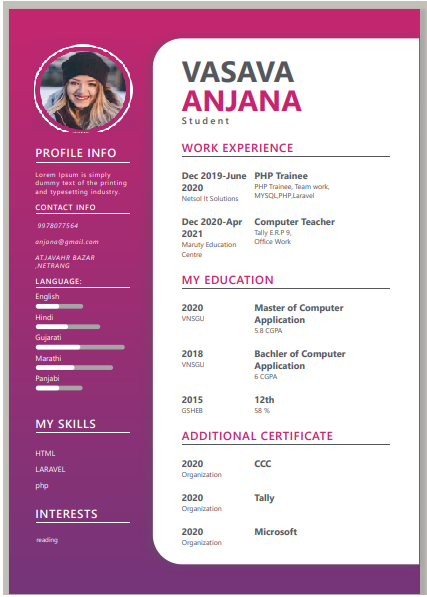 VASAVA
ANJANA
Student
PROFILE INFO
Lorem Ipsum is simply
dummy text of the printing
and typesetting industry.
CONTACT INFO
9978077564
anjana@gmail.com
AT.JAVAHR BAZAR
,NETRANG
LANGUAGE:
English
Hindi
Gujarati
Marathi
Panjabi
MY SKILLS
HTML
LARAVEL
php
INTERESTS
reading
WORK EXPERIENCE
Dec 2019-June
2020
Netsol It Solutions
PHP Trainee
PHP Trainee, Team work,
MYSQL,PHP,Laravel
Dec 2020-Apr
2021
Maruty Education
Centre
Computer Teacher
Tally E.R.P 9,
Office Work
MY EDUCATION
2020
VNSGU
Master of Computer
Application
5.8 CGPA
2018
VNSGU
Bachler of Computer
Application
6 CGPA
2015
GSHEB
12th
58 %
ADDITIONAL CERTIFICATE
2020
Organization
CCC
2020
Organization
Tally
2020
Organization
Microsoft